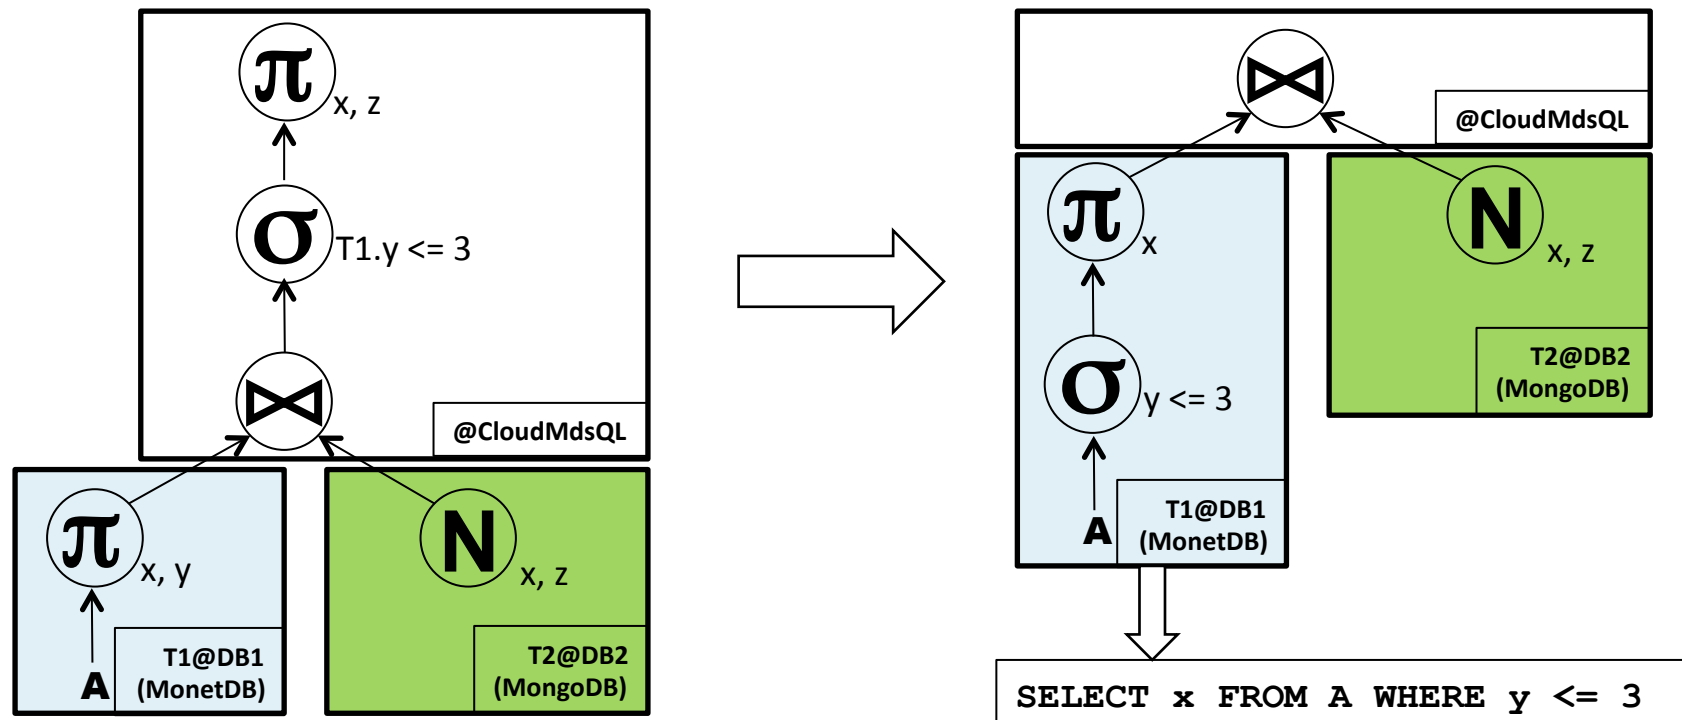 π
x, z
σ
T1.y <= 3
⋈
@CloudMdsQL
π
x, y
A
T1@DB1
(MonetDB)
N
x, z
T2@DB2
(MongoDB)
⋈
@CloudMdsQL
π
x
σ
y <= 3
A
T1@DB1
(MonetDB)
N
x, z
T2@DB2
(MongoDB)
SELECT x FROM A WHERE y <= 3